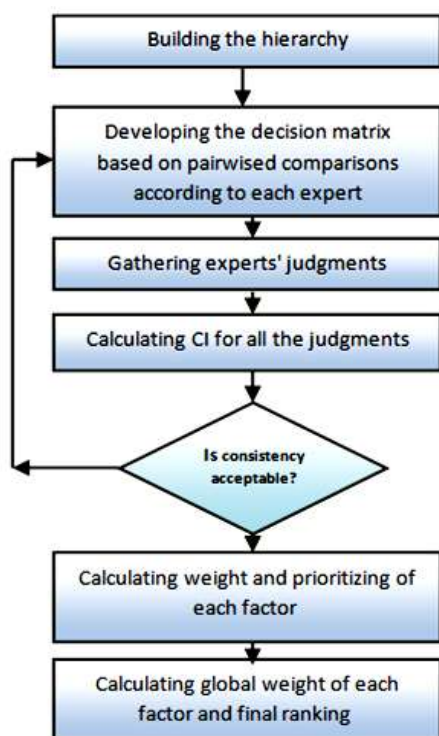 Building the hierarchy
Developing the decision matrix
based on pairwised comparisons
according to each expert
Gathering experts' judgments
Calculating CI for all the judgments
Is consistency
acceptable?
Calculating weight and prioritizing of
each factor
Calculating global weight of each
factor and final ranking